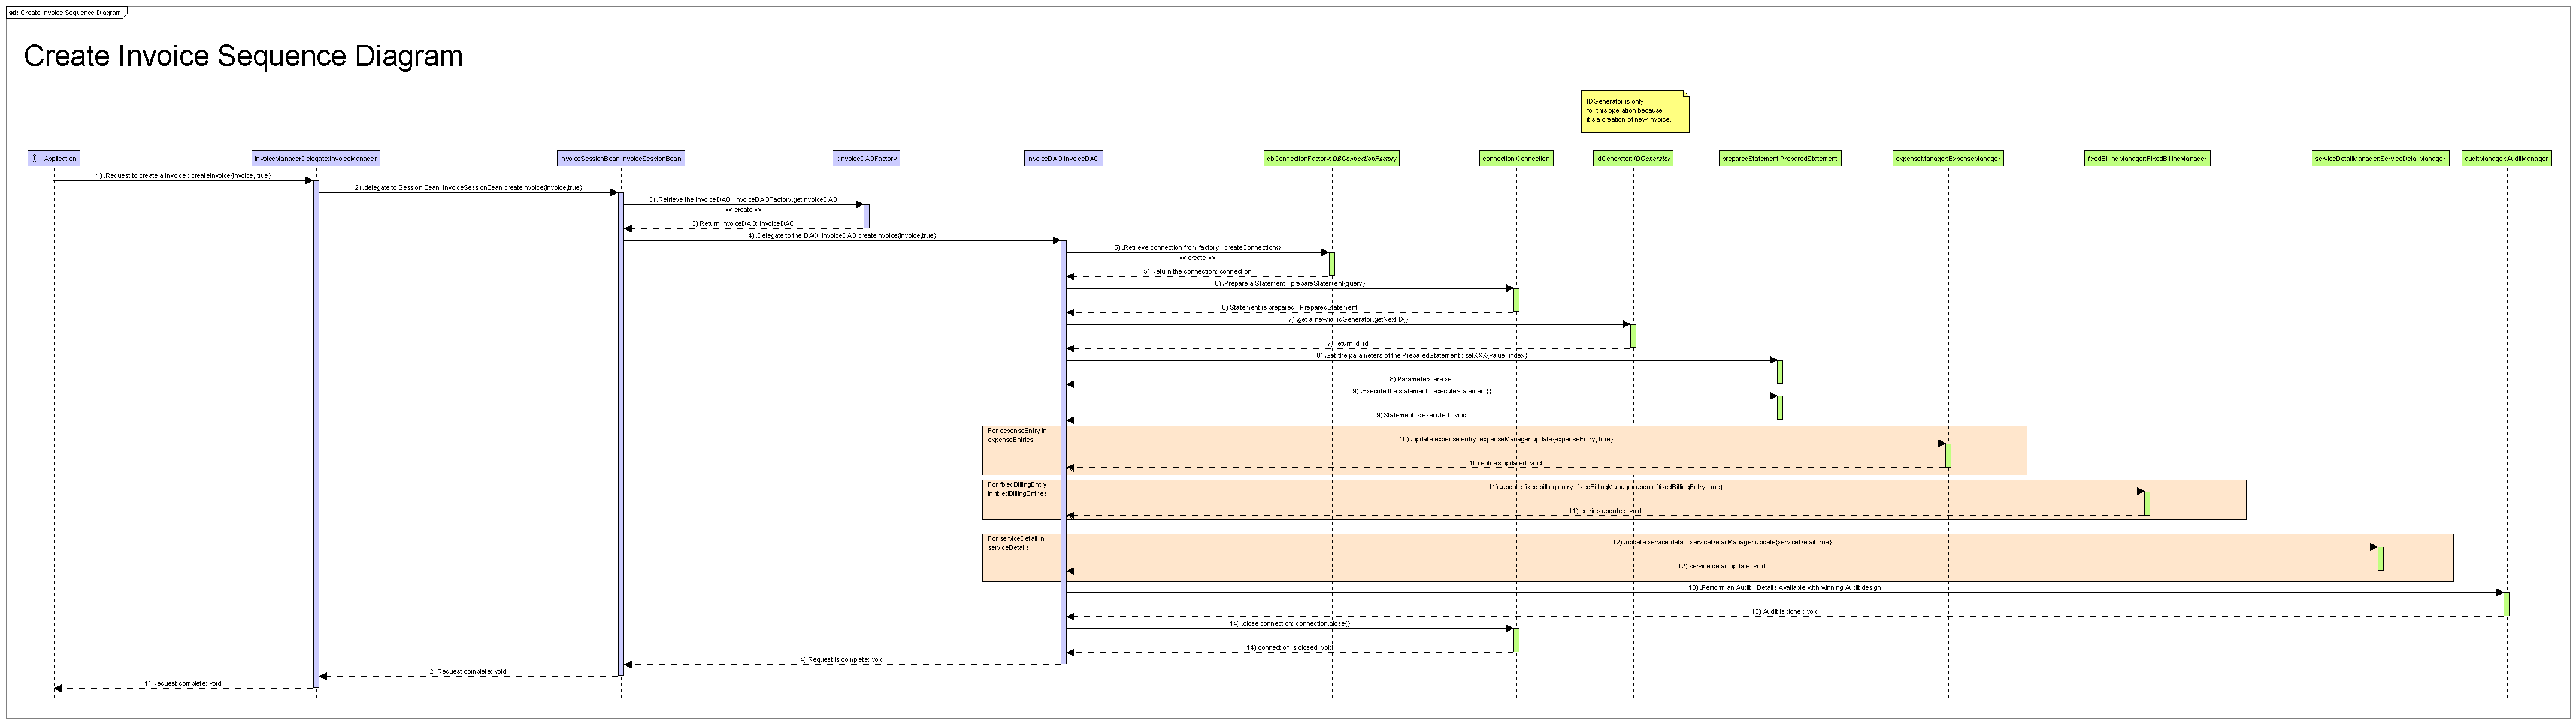 sd: Create Invoice Sequence Diagram
Create Invoice Sequence Diagram
IDGenerator is only
for this operation because
it's a creation of new Invoice.
:.Application
invoiceManagerDelegate:InvoiceManager
invoiceSessionBean:InvoiceSessionBean
:.InvoiceDAOFactory
invoiceDAO:InvoiceDAO
dbConnectionFactory:.DBConnectionFactory
connection:Connection
idGenerator:.IDGenerator
preparedStatement:PreparedStatement
expenseManager:ExpenseManager
fixedBillingManager:FixedBillingManager
serviceDetailManager:ServiceDetailManager
auditManager:AuditManager
1) .Request to create a Invoice : createInvoice(invoice, true)
2) .delegate to Session Bean: invoiceSessionBean.createInvoice(invoice,true)
3) .Retrieve the invoiceDAO: InvoiceDAOFactory.getInvoiceDAO
<< create >>
3) Return invoiceDAO: invoiceDAO
4) .Delegate to the DAO: invoiceDAO.createInvoice(invoice,true)
5) .Retrieve connection from factory : createConnection()
<< create >>
5) Return the connection: connection
6) .Prepare a Statement : prepareStatement(query)
6) Statement is prepared : PreparedStatement
7) .get a new id: idGenerator.getNextID()
7) return id: id
8) .Set the parameters of the PreparedStatement : setXXX(value, index)
8) Parameters are set
9) .Execute the statement : executeStatement()
9) Statement is executed : void
For espenseEntry in
expenseEntries
10) .update expense entry: expenseManager.update(expenseEntry, true)
10) entries updated: void
For fixedBillingEntry
in fixedBillingEntries
11) .update fixed billing entry: fixedBillingManager.update(fixedBillingEntry, true)
11) entries updated: void
For serviceDetail in
serviceDetails
12) .update service detail: serviceDetailManager.update(serviceDetail,true)
12) service detail update: void
13) .Perform an Audit : Details Available with winning Audit design
13) Audit is done : void
14) .close connection: connection.close()
14) connection is closed: void
4) Request is complete: void
2) Request complete: void
1) Request complete: void